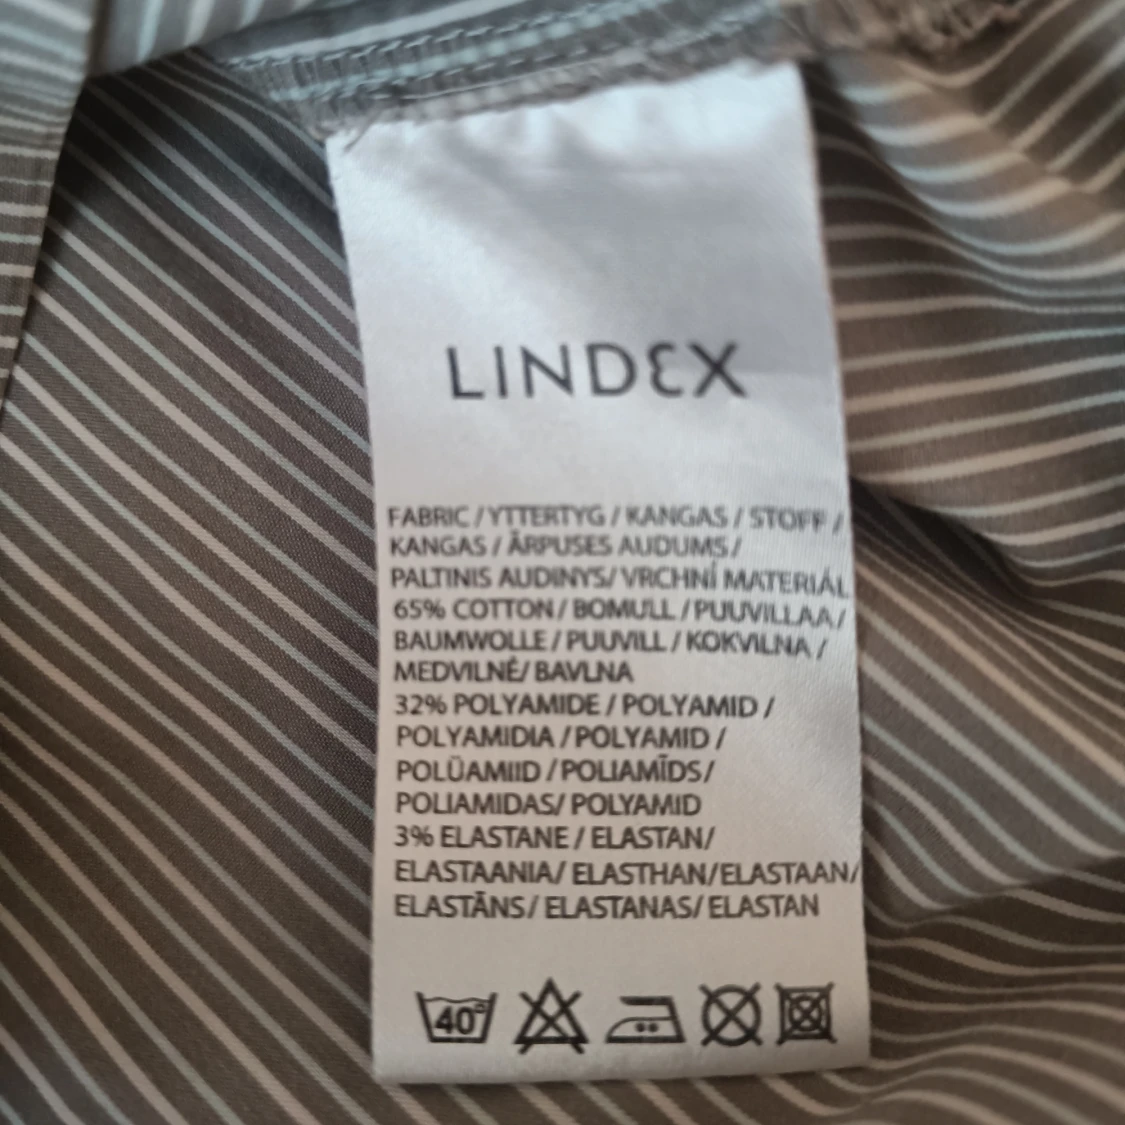 LINDEX
FABRIC / YTTERTYG / KANGAS / STOFF /
KANGAS / ĀRPUSES AUDUMS /
PALTINIS AUDINYS/ VRCHNÍ MATERIÁL
65% COTTON / BOMULL / PUUVILLAA /
BAUMWOLLE / PUUVILL / KOKVILNA /
MEDVILNĖ/ BAVLNA
32% POLYAMIDE / POLYAMID /
POLYAMIDIA / POLYAMID /
POLÜAMIID / POLIAMĪDS/
POLIAMIDAS/ POLYAMID
3% ELASTANE / ELASTAN/
ELASTAANIA/ ELASTHAN/ELASTAAN/
ELASTĀNS/ ELASTANAS/ ELASTAN
40°